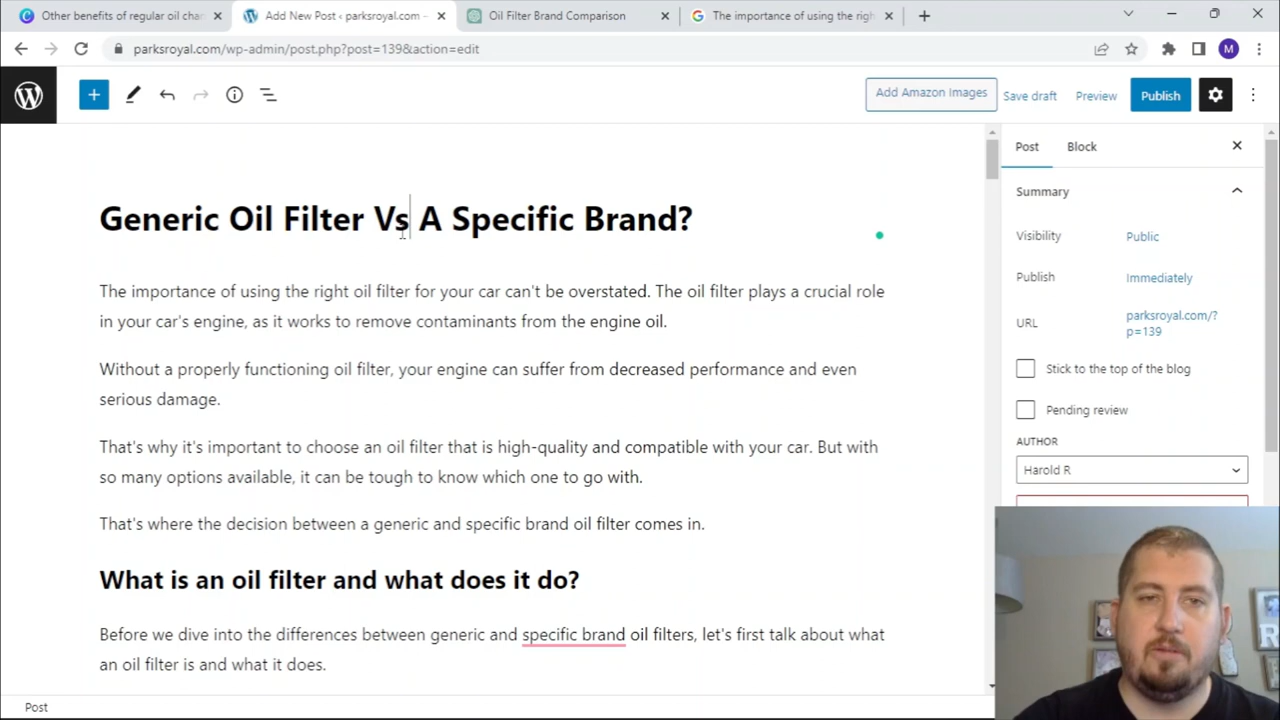 Other benefits of regular oil chan
Add New Post ‹ parksroyal.com –
Oil Filter Brand Comparison
The importance of using the righ
parksroyal.com/wp-admin/post.php?post=139&action=edit
M
Add Amazon Images
Save draft
Preview
Publish
Post
Block
Generic Oil Filter Vs A Specific Brand?
The importance of using the right oil filter for your car can't be overstated. The oil filter plays a crucial role
in your car's engine, as it works to remove contaminants from the engine oil.
Without a properly functioning oil filter, your engine can suffer from decreased performance and even
serious damage.
That's why it's important to choose an oil filter that is high-quality and compatible with your car. But with
so many options available, it can be tough to know which one to go with.
That's where the decision between a generic and specific brand oil filter comes in.
What is an oil filter and what does it do?
Before we dive into the differences between generic and specific brand oil filters, let's first talk about what
an oil filter is and what it does.
Summary
Visibility
Public
Publish
Immediately
URL
parksroyal.com/?
p=139
Stick to the top of the blog
Pending review
AUTHOR
Harold R
Post